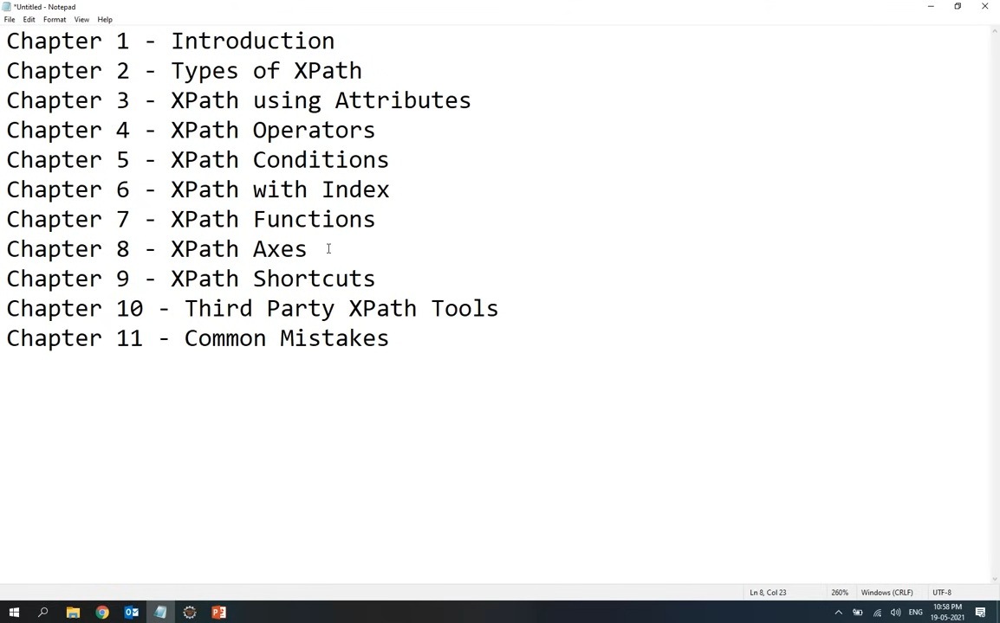 *Untitled - Notepad
File Edit Format View Help
Chapter 1 - Introduction
Chapter 2 - Types of XPath
Chapter 3 - XPath using Attributes
Chapter 4 - XPath Operators
Chapter 5 - XPath Conditions
Chapter 6 - XPath with Index
Chapter 7 - XPath Functions
Chapter 8 - XPath Axes
Chapter 9 - XPath Shortcuts
Chapter 10 - Third Party XPath Tools
Chapter 11 - Common Mistakes
Ln 8, Col 23 260% Windows (CRLF) UTF-8
ENG 10:58 PM
19-05-2021